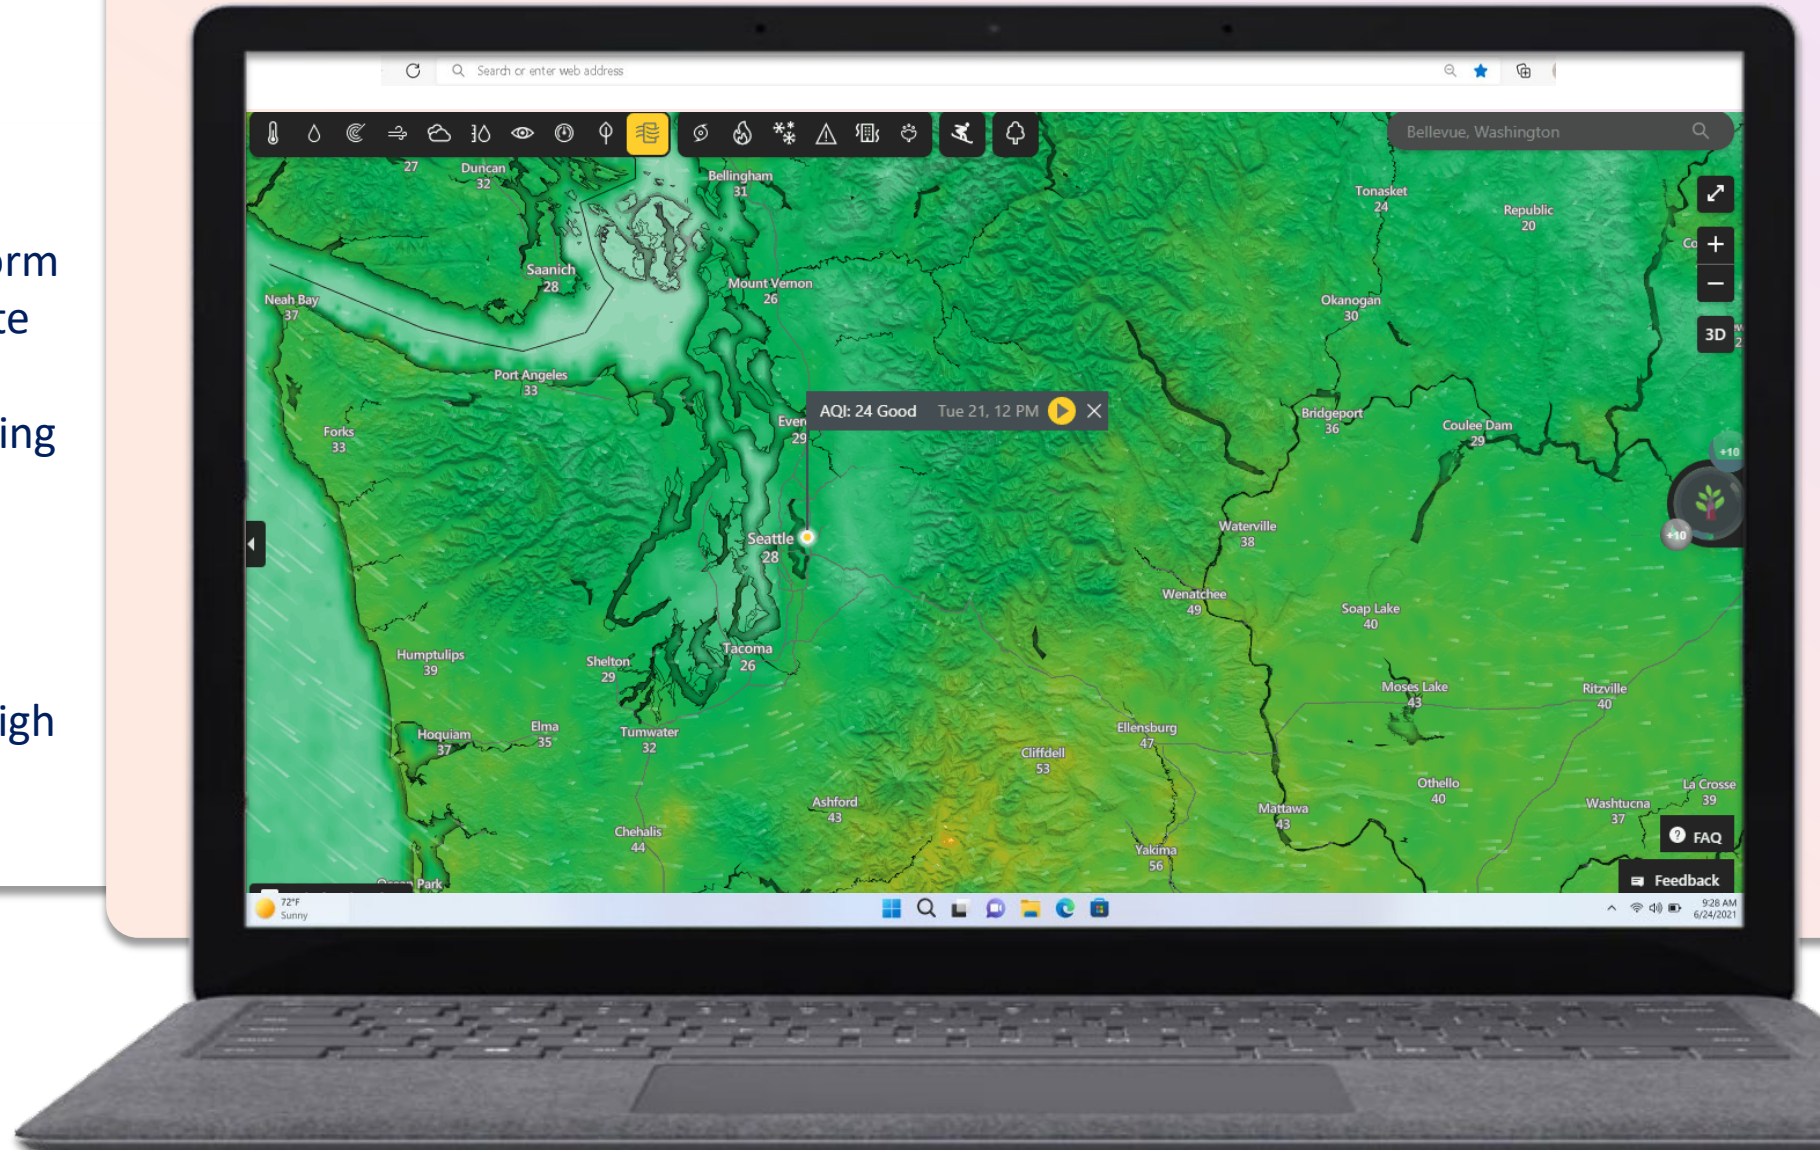 Search or enter web address
Bellevue, Washington
27
Duncan
32
Bellingham
31
Tonasket
24
Republic
20
Saanich
28
Mount Vernon
26
Neah Bay
37
Okanogan
30
3D
Port Angeles
33
AQI: 24 Good Tue 21, 12 PM
29
Forks
33
Bridgeport
36
Coulee Dam
29
+10
+10
Seattle
28
Waterville
38
Wenatchee
49
Soap Lake
40
Humptulips
39
Shelton
29
Tacoma
26
Moses Lake
43
Ritzville
40
Hoquiam
37
Elma
35
Tumwater
32
Ellensburg
47
Cliffdell
53
Othello
40
La Crosse
39
Ashford
43
Mattawa
43
Washtucna
37
Chehalis
44
Yakima
56
FAQ
Park
Feedback
72°F
Sunny
9:28 AM
6/24/2021